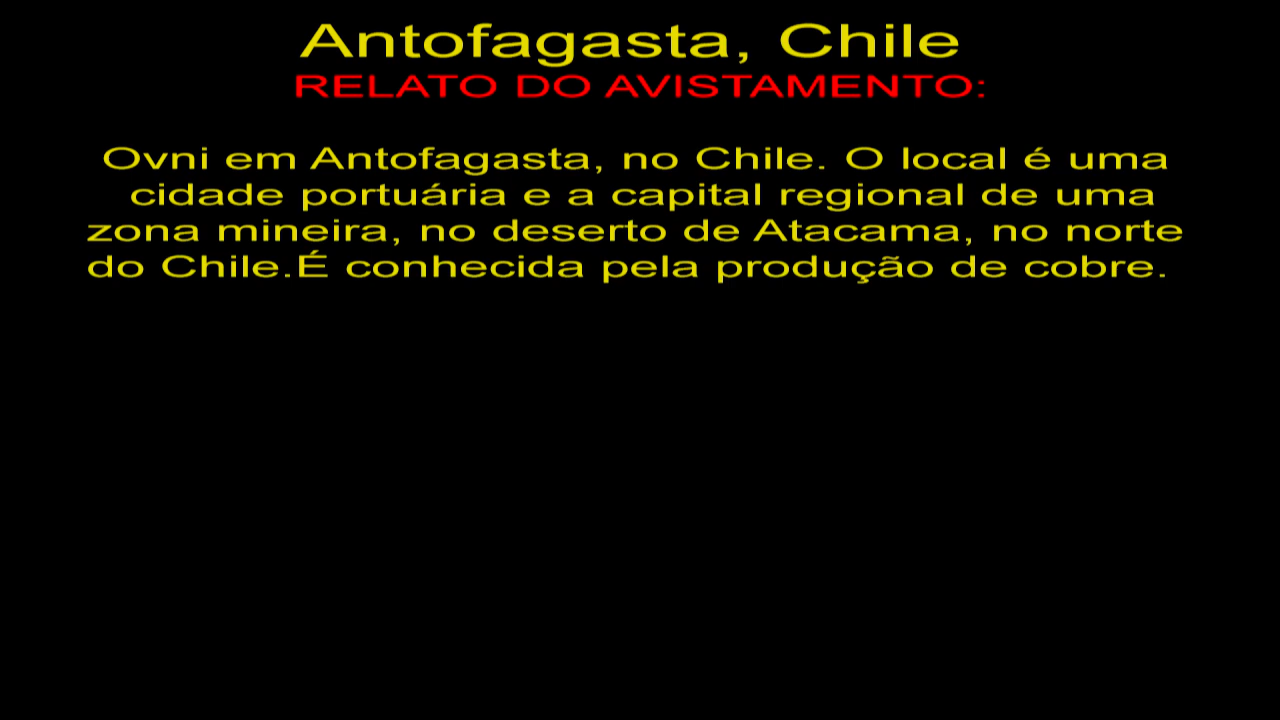 Antofagasta, Chile
RELATO DO AVISTAMENTO:
Ovni em Antofagasta, no Chile. O local é uma
cidade portuária e a capital regional de uma
zona mineira, no deserto de Atacama, no norte
do Chile.É conhecida pela produção de cobre.